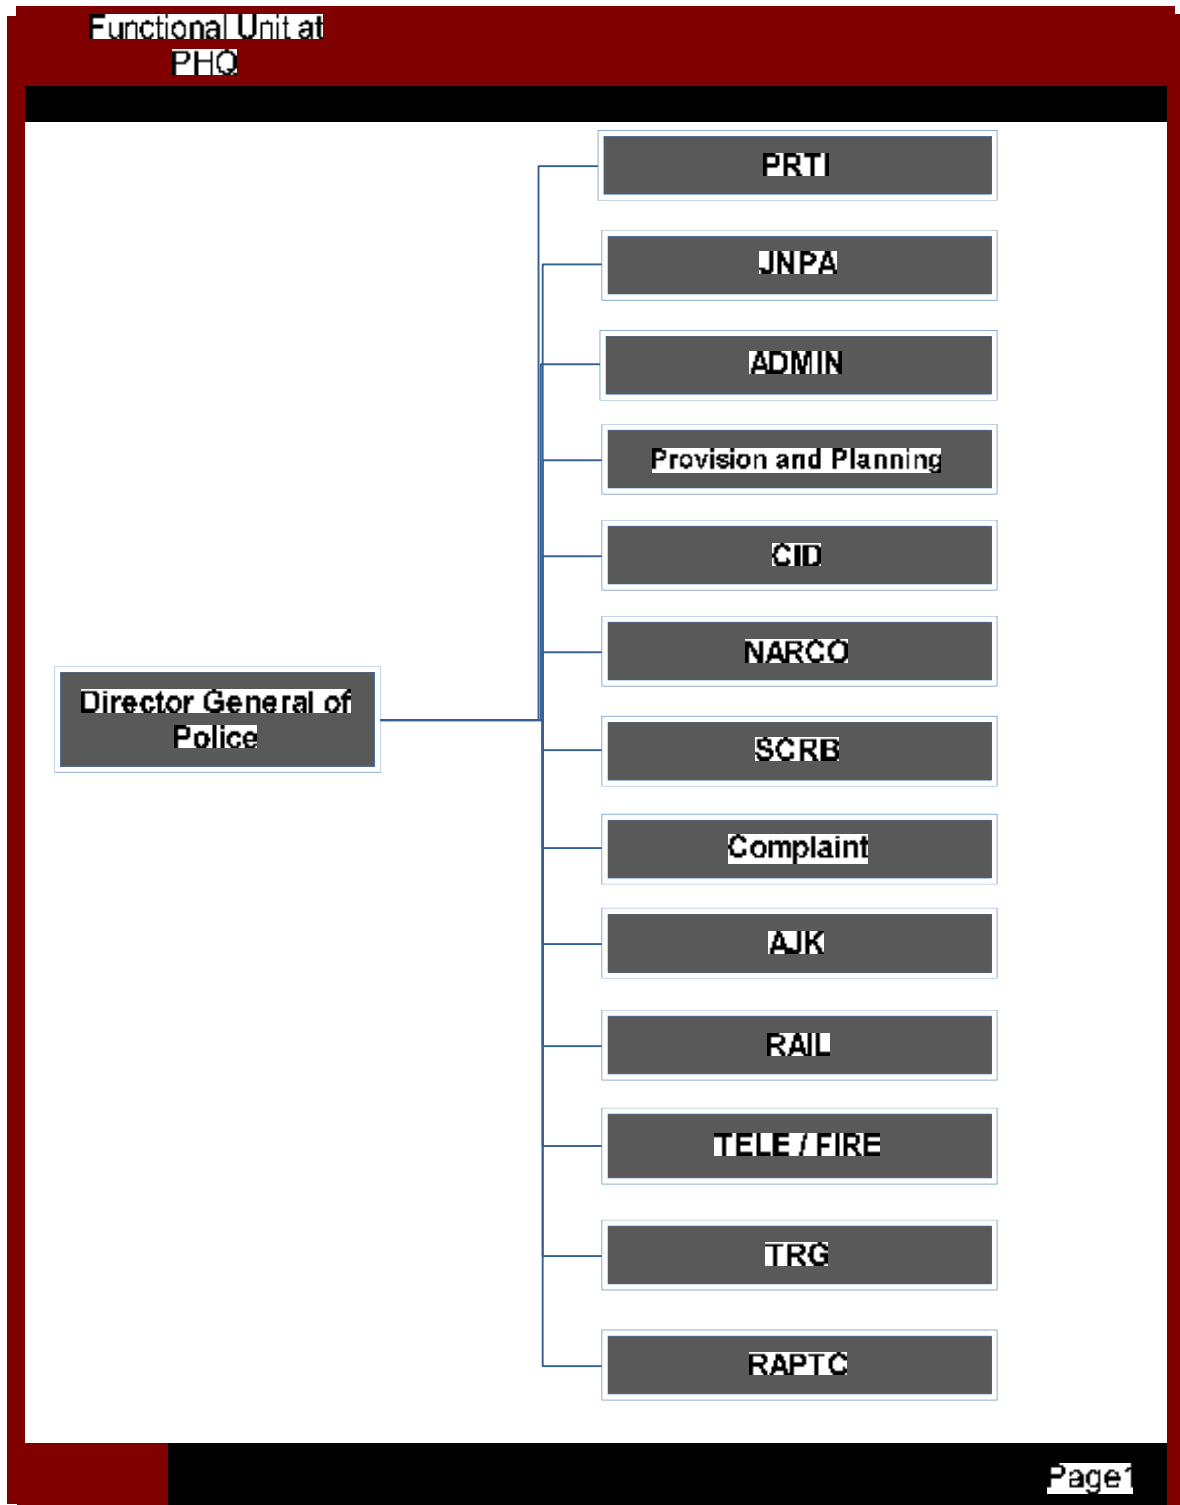 Functional Unit at
PHQ
PRTI
JNPA
ADMIN
Provision and Planning
CID
NARCO
Director General of
Police
SCRB
Complaint
AJK
RAIL
TELE / FIRE
TRG
RAPTC
Page1